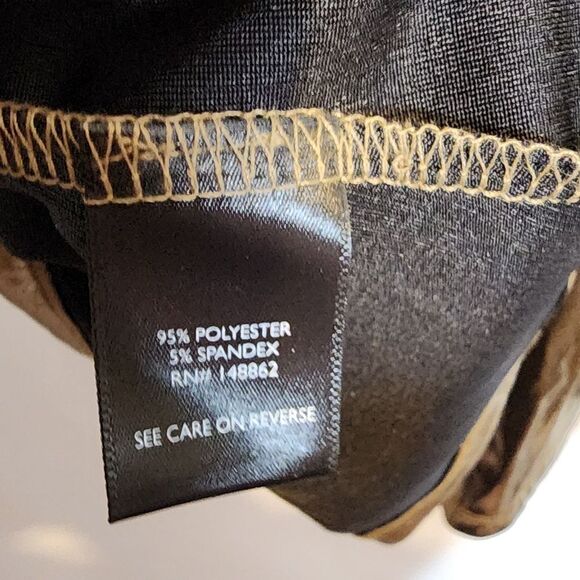 95% POLYESTER
5% SPANDEX
RN# 148862
SEE CARE ON REVERSE